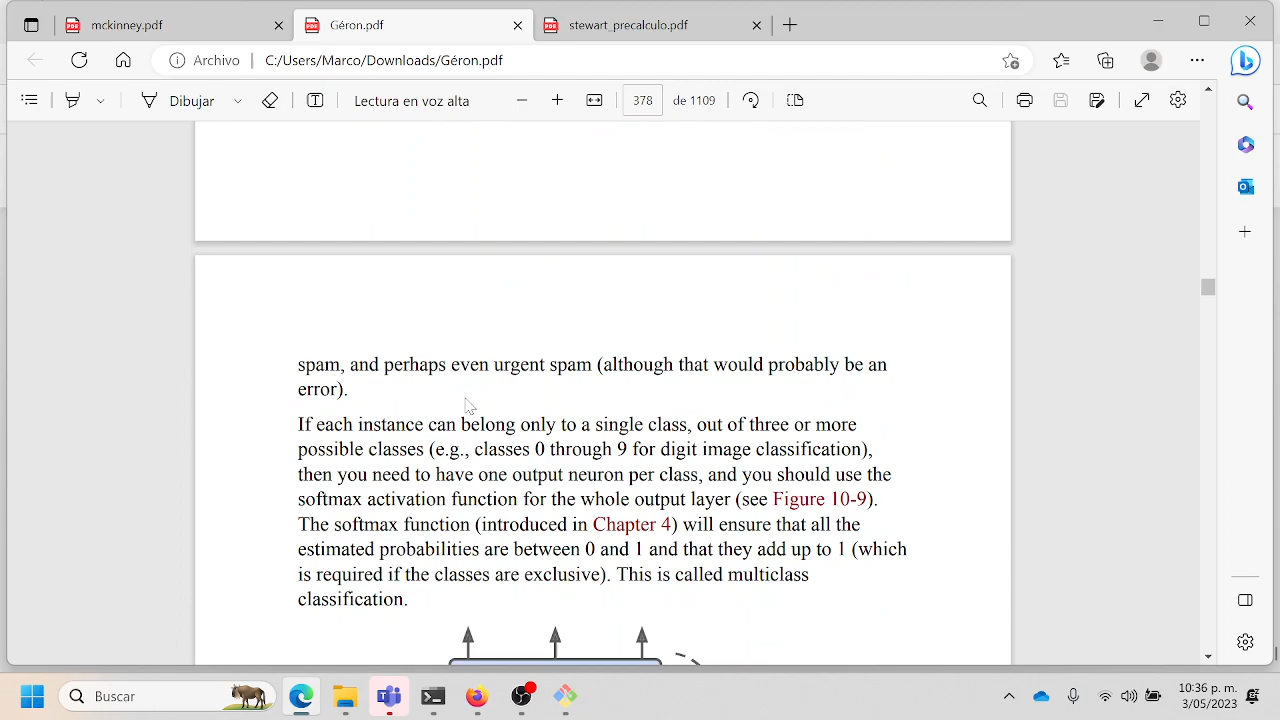 mckinney.pdf
Géron.pdf
stewart_precalculo.pdf
Archivo
C:/Users/Marco/Downloads/Géron.pdf
Dibujar
Lectura en voz alta
378
de 1109
spam, and perhaps even urgent spam (although that would probably be an
error).
If each instance can belong only to a single class, out of three or more
possible classes (e.g., classes 0 through 9 for digit image classification),
then you need to have one output neuron per class, and you should use the
softmax activation function for the whole output layer (see Figure 10-9).
The softmax function (introduced in Chapter 4) will ensure that all the
estimated probabilities are between 0 and 1 and that they add up to 1 (which
is required if the classes are exclusive). This is called multiclass
classification.
Buscar
10:36 p. m.
3/05/2023